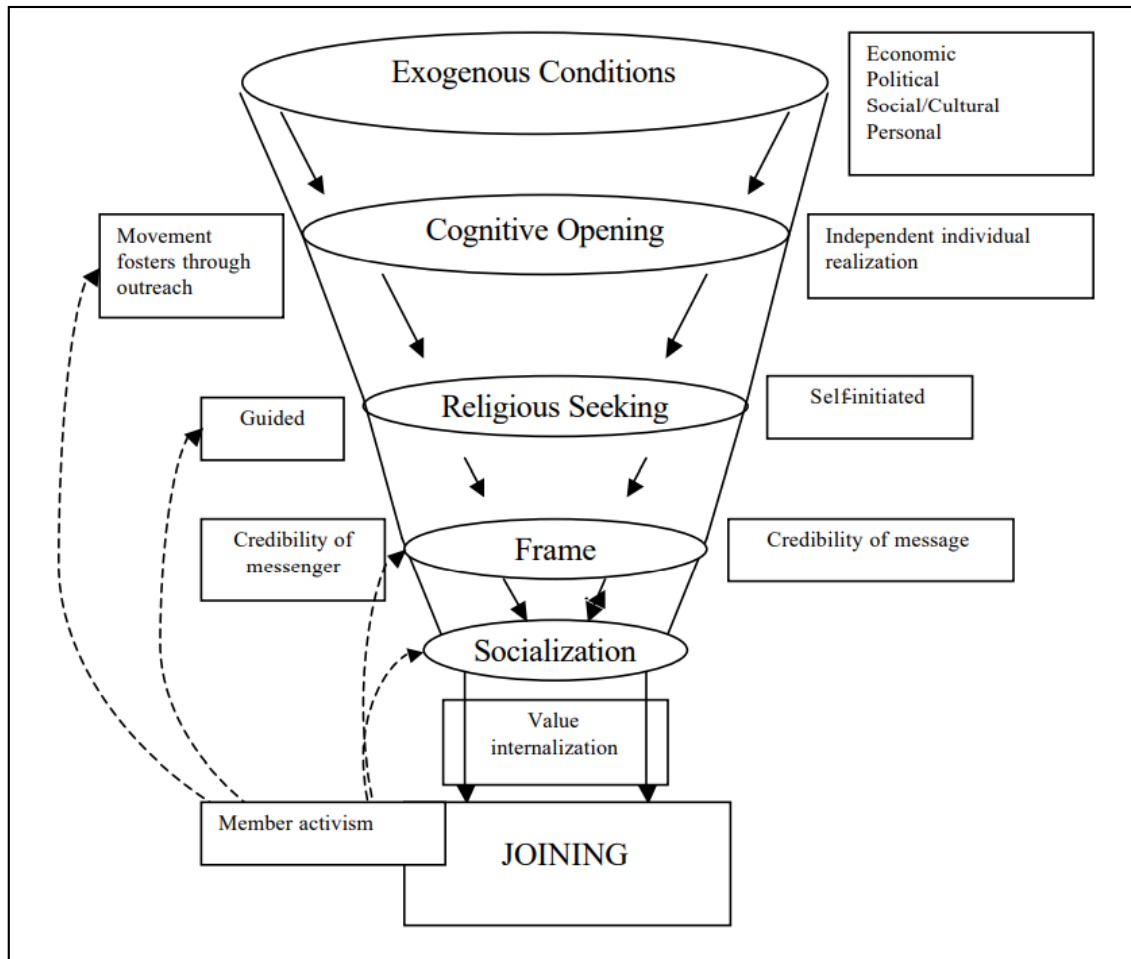 Exogenous Conditions
Economic
Political
Social/Cultural
Personal
Movement
fosters through
outreach
Cognitive Opening
Independent individual
realization
Guided
Religious Seeking
Self-initiated
Credibility of
messenger
Frame
Credibility of message
Socialization
Value
internalization
Member activism
JOINING